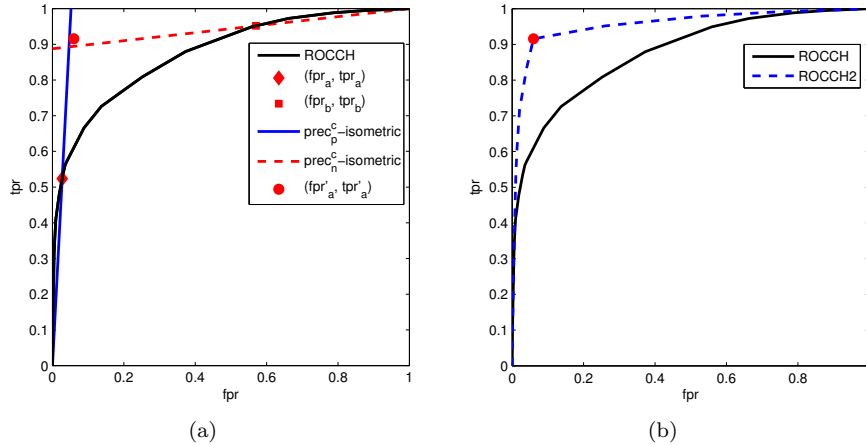 1
0.9
0.8
0.7
0.6
0.5
0.4
0.3
0.2
0.1
0
tpr
0 0.2 0.4 0.6 0.8 1
fpr
ROCCH
(fpr_a, tpr_a)
(fpr_b, tpr_b)
prec_p^c-isometric
prec_n^c-isometric
(fpr'_a, tpr'_a)
(a)
1
0.9
0.8
0.7
0.6
0.5
0.4
0.3
0.2
0.1
0
tpr
0 0.2 0.4 0.6 0.8
fpr
ROCCH
ROCCH2
(b)